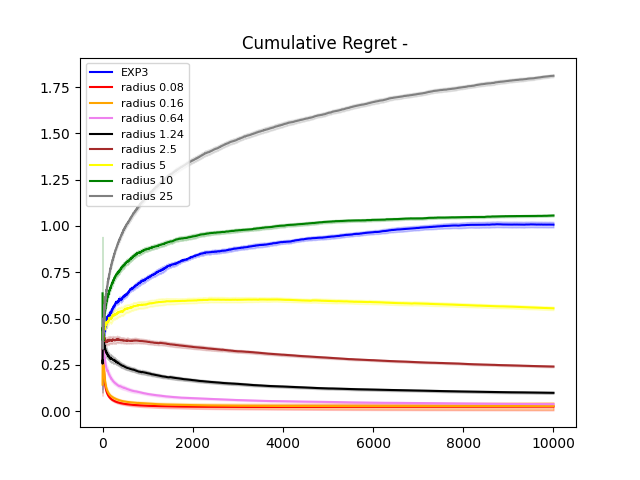 Cumulative Regret -
EXP3
radius 0.08
radius 0.16
radius 0.64
radius 1.24
radius 2.5
radius 5
radius 10
radius 25
1.75
1.50
1.25
1.00
0.75
0.50
0.25
0.00
0 2000 4000 6000 8000 10000